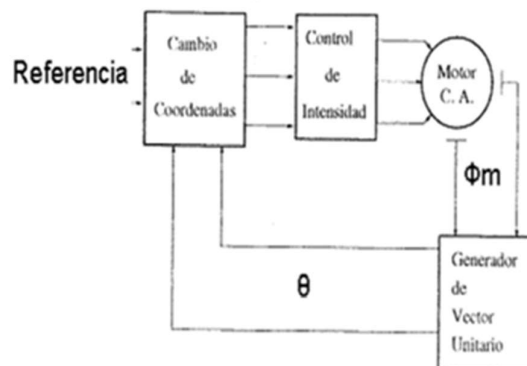 Referencia
Cambio
de
Coordenadas
Control
de
Intensidad
Motor
C. A.
Φm
θ
Generador
de
Vector
Unitario